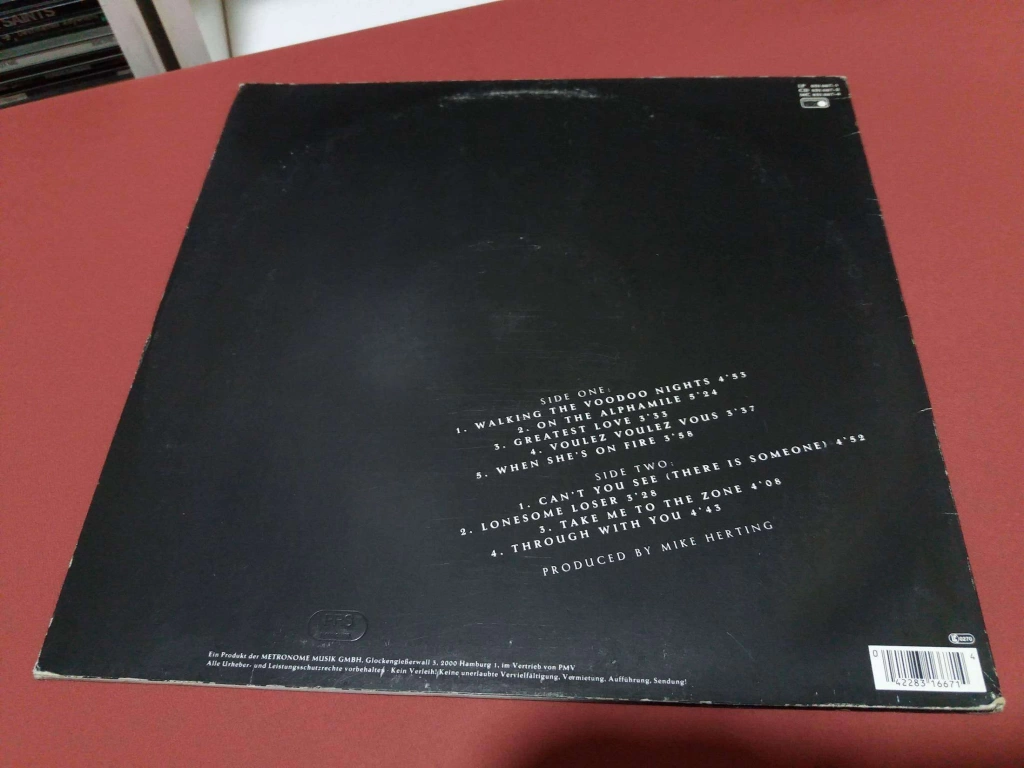 SAINTS
SIDE ONE:
1. WALKING THE VOODOO NIGHTS 4'53
2. ON THE ALPHAMILE 5'24
3. GREATEST LOVE 3'33
4. VOULEZ VOULEZ VOUS 3'37
5. WHEN SHE'S ON FIRE 3'58
SIDE TWO:
1. CAN'T YOU SEE (THERE IS SOMEONE) 4'52
2. LONESOME LOSER 3'28
3. TAKE ME TO THE ZONE 4'08
4. THROUGH WITH YOU 4'43
PRODUCED BY MIKE HERTING
Ein Produkt der METRONOME MUSIK GMBH, Glockengießerwall 3, 2000 Hamburg 1, im Vertrieb von PMV
Alle Urheber- und Leistungsschutzrechte vorbehalten · Kein Verleih! Keine unerlaubte Vervielfältigung, Vermietung, Aufführung, Sendung!
0270
0 42283 16671 4